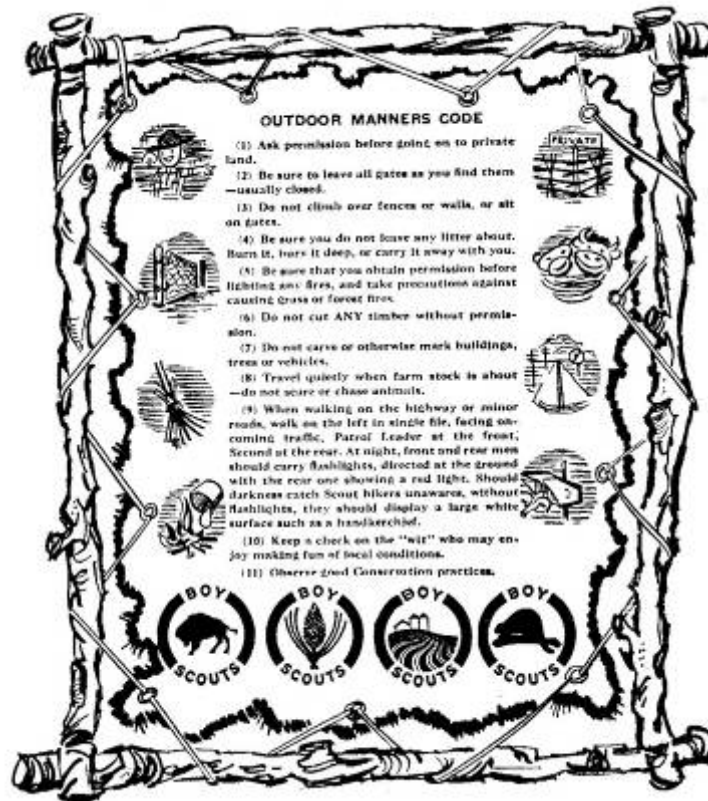 OUTDOOR MANNERS CODE
(1) Ask permission before going on to private
land.
(2) Be sure to leave all gates as you find them
—usually closed.
(3) Do not climb over fences or walls, or sit
on gates.
(4) Be sure you do not leave any litter about.
Burn it, bury it deep, or carry it away with you.
(5) Be sure that you obtain permission before
lighting any fires, and take precautions against
causing grass or forest fires.
(6) Do not cut ANY timber without permis-
sion.
(7) Do not carve or otherwise mark buildings,
trees or vehicles.
(8) Travel quietly when farm stock is about
—do not scare or chase animals.
(9) When walking on the highway or minor
roads, walk on the left in single file, facing on-
coming traffic, Patrol Leader at the front,
Second at the rear. At night, front and rear men
should carry flashlights, directed at the ground
with the rear one showing a red light. Should
darkness catch Scout hikers unawares, without
flashlights, they should display a large white
surface such as a handkerchief.
(10) Keep a check on the "wit" who may en-
joy making fun of local conditions.
(11) Observe good Conservation practices.
PRIVATE
BOY SCOUTS
BOY SCOUTS
BOY SCOUTS
BOY SCOUTS